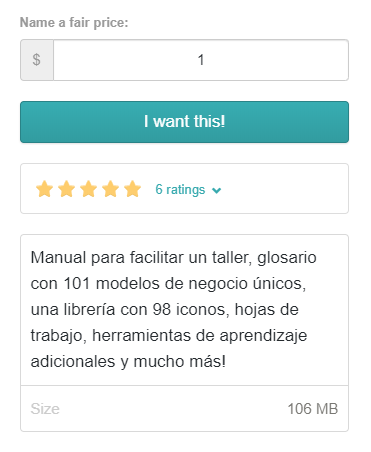 Name a fair price:
$ 1
I want this!
6 ratings
Manual para facilitar un taller, glosario
con 101 modelos de negocio únicos,
una librería con 98 iconos, hojas de
trabajo, herramientas de aprendizaje
adicionales y mucho más!
Size 106 MB